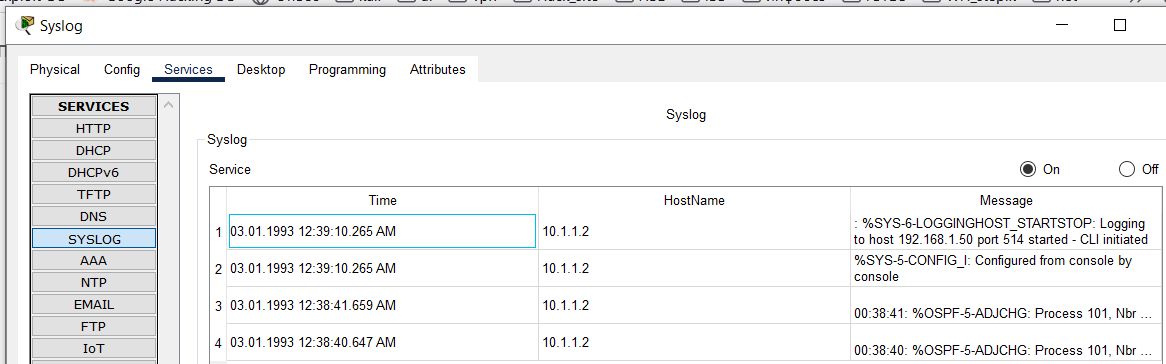 Syslog
Physical Config Services Desktop Programming Attributes
SERVICES
HTTP
DHCP
DHCPv6
TFTP
DNS
SYSLOG
AAA
NTP
EMAIL
FTP
IoT
Syslog
Syslog
Service On Off
Time HostName Message
1 03.01.1993 12:39:10.265 AM 10.1.1.2 : %SYS-6-LOGGINGHOST_STARTSTOP: Logging
to host 192.168.1.50 port 514 started - CLI initiated
2 03.01.1993 12:39:10.265 AM 10.1.1.2 %SYS-5-CONFIG_I: Configured from console by
console
3 03.01.1993 12:38:41.659 AM 10.1.1.2 00:38:41: %OSPF-5-ADJCHG: Process 101, Nbr ...
4 03.01.1993 12:38:40.647 AM 10.1.1.2 00:38:40: %OSPF-5-ADJCHG: Process 101, Nbr ...